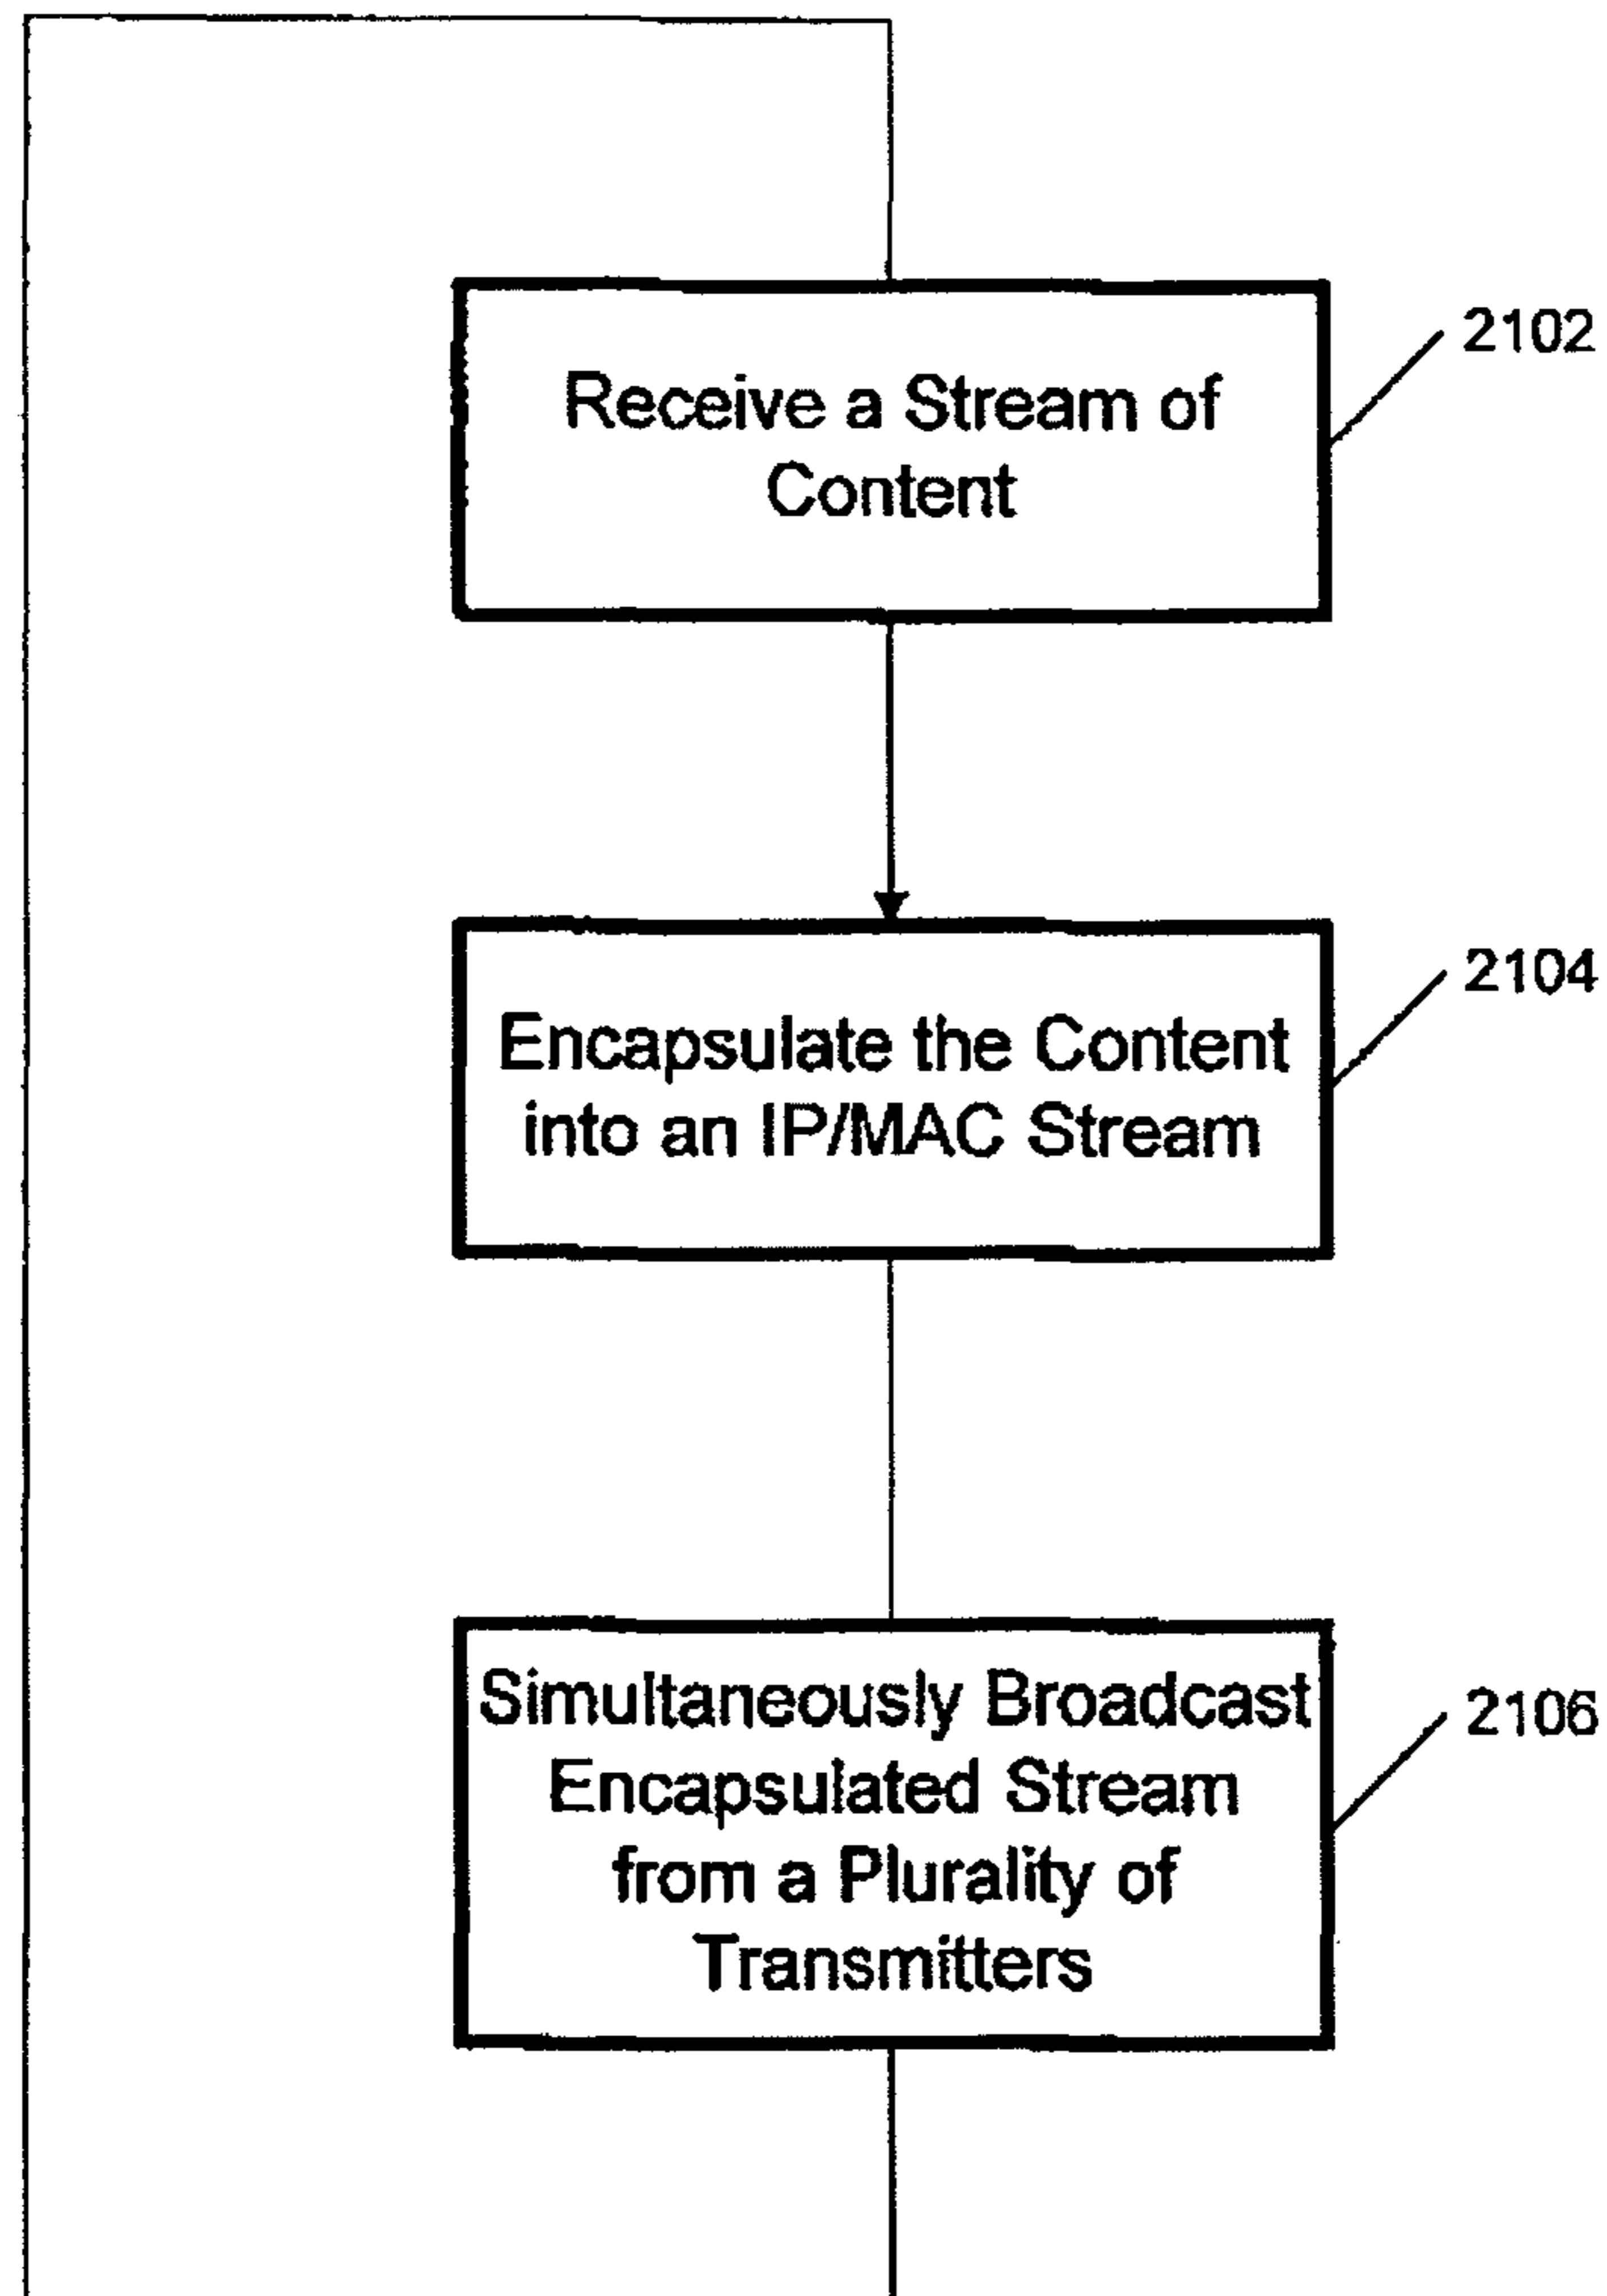 2102
Receive a Stream of
Content
2104
Encapsulate the Content
into an IP/MAC Stream
2106
Simultaneously Broadcast
Encapsulated Stream
from a Plurality of
Transmitters